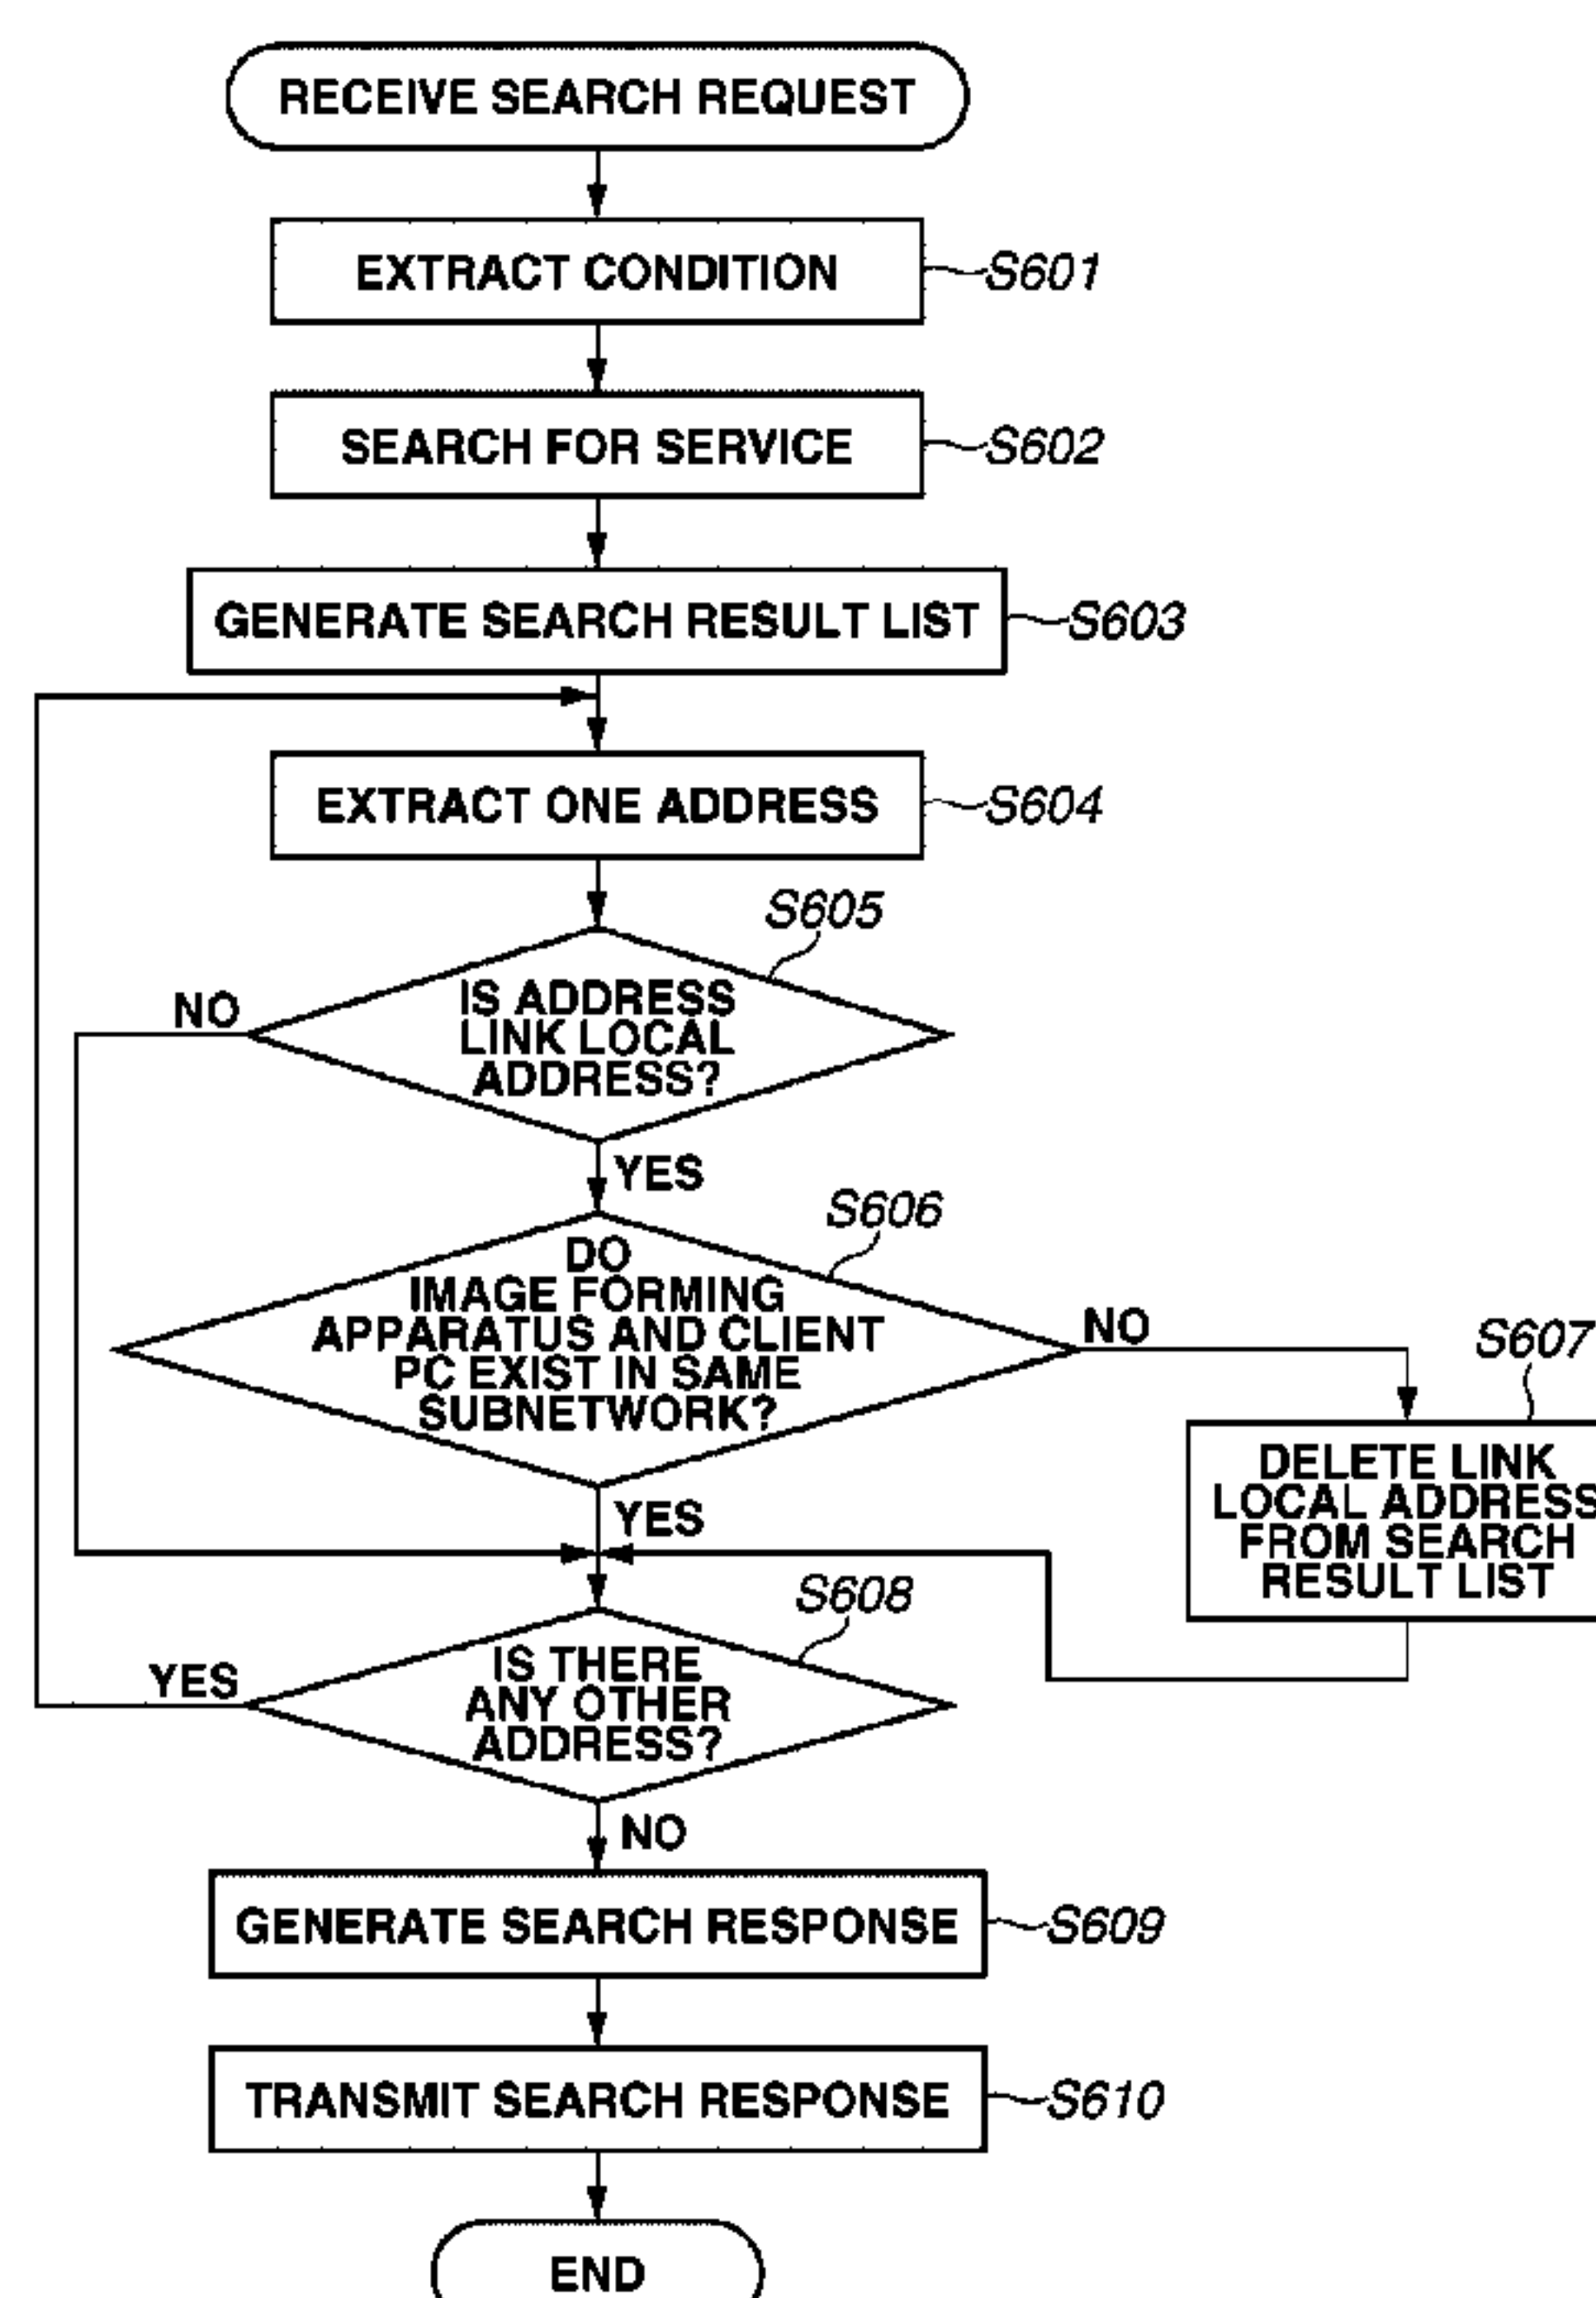 RECEIVE SEARCH REQUEST
EXTRACT CONDITION
S601
SEARCH FOR SERVICE
S602
GENERATE SEARCH RESULT LIST
S603
EXTRACT ONE ADDRESS
S604
S605
IS ADDRESS
LINK LOCAL
ADDRESS?
NO
YES
S606
DO
IMAGE FORMING
APPARATUS AND CLIENT
PC EXIST IN SAME
SUBNETWORK?
NO
S607
DELETE LINK
LOCAL ADDRESS
FROM SEARCH
RESULT LIST
YES
S608
IS THERE
ANY OTHER
ADDRESS?
YES
NO
GENERATE SEARCH RESPONSE
S609
TRANSMIT SEARCH RESPONSE
S610
END